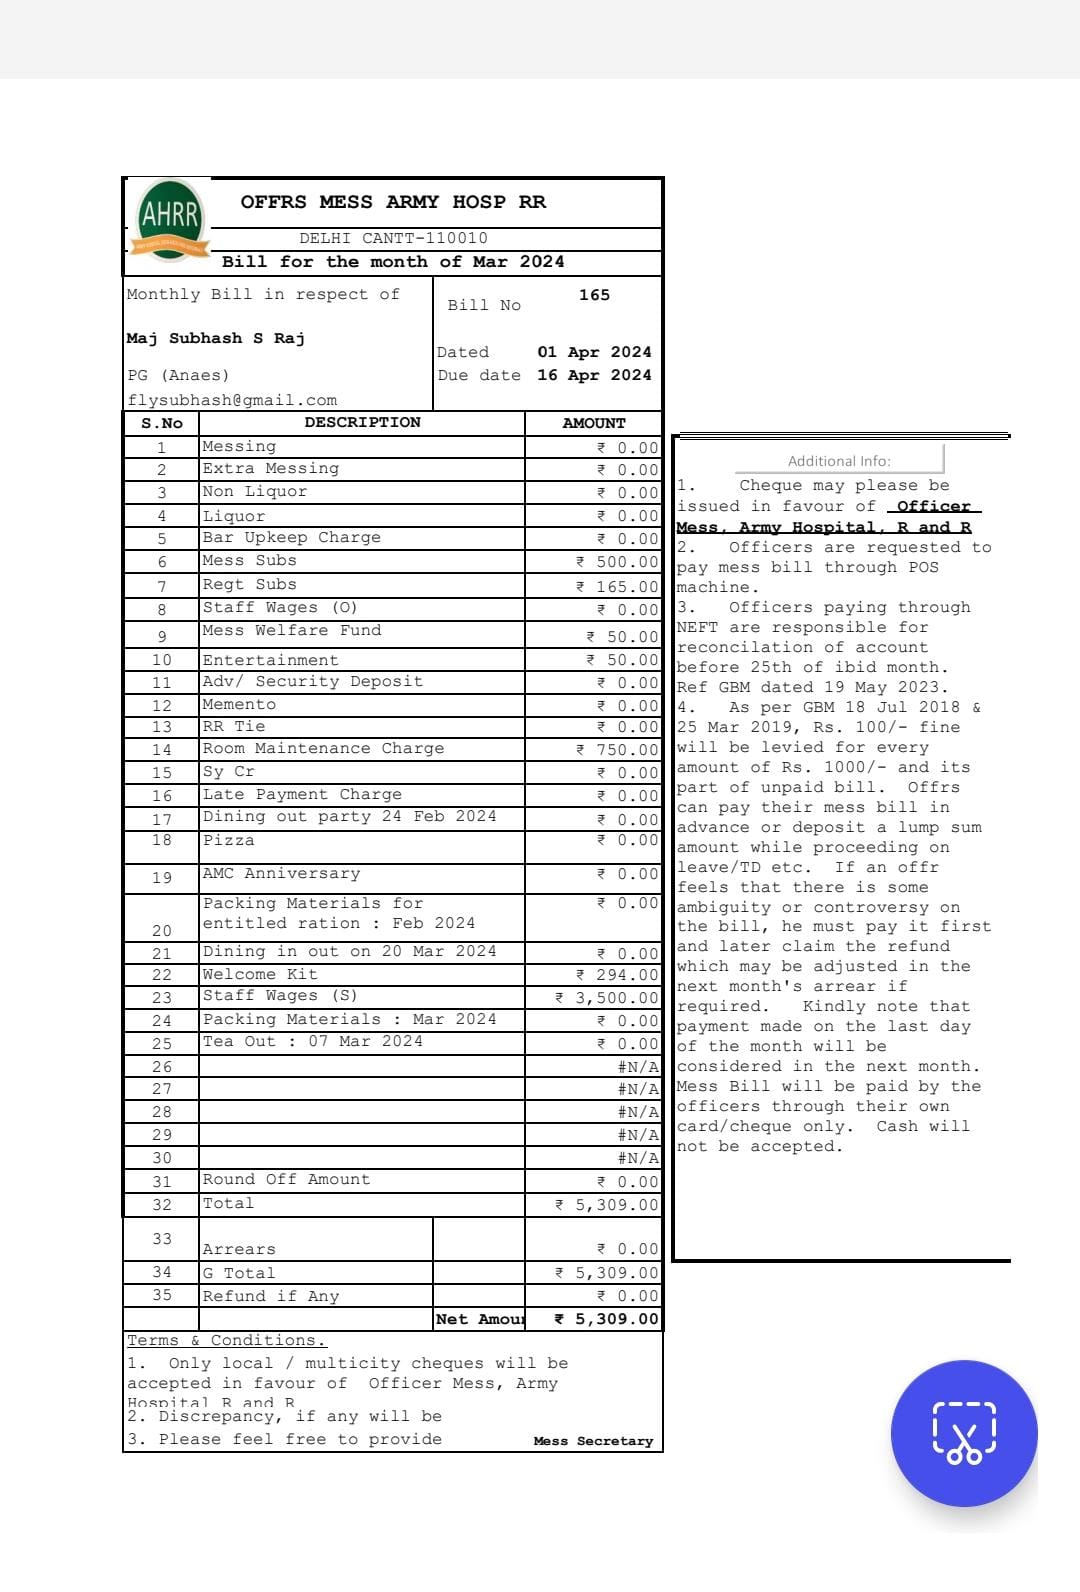 AHRR
OFFRS MESS ARMY HOSP RR
DELHI CANTT-110010
Bill for the month of Mar 2024
Monthly Bill in respect of
Bill No 165
Maj Subhash S Raj
Dated 01 Apr 2024
PG (Anaes)
Due date 16 Apr 2024
flysubhash@gmail.com
S.No DESCRIPTION AMOUNT
1 Messing ₹ 0.00
2 Extra Messing ₹ 0.00
3 Non Liquor ₹ 0.00
4 Liquor ₹ 0.00
5 Bar Upkeep Charge ₹ 0.00
6 Mess Subs ₹ 500.00
7 Regt Subs ₹ 165.00
8 Staff Wages (O) ₹ 0.00
9 Mess Welfare Fund ₹ 50.00
10 Entertainment ₹ 50.00
11 Adv/ Security Deposit ₹ 0.00
12 Memento ₹ 0.00
13 RR Tie ₹ 0.00
14 Room Maintenance Charge ₹ 750.00
15 Sy Cr ₹ 0.00
16 Late Payment Charge ₹ 0.00
17 Dining out party 24 Feb 2024 ₹ 0.00
18 Pizza ₹ 0.00
19 AMC Anniversary ₹ 0.00
20 Packing Materials for ₹ 0.00
entitled ration : Feb 2024
21 Dining in out on 20 Mar 2024 ₹ 0.00
22 Welcome Kit ₹ 294.00
23 Staff Wages (S) ₹ 3,500.00
24 Packing Materials : Mar 2024 ₹ 0.00
25 Tea Out : 07 Mar 2024 ₹ 0.00
26 #N/A
27 #N/A
28 #N/A
29 #N/A
30 #N/A
31 Round Off Amount ₹ 0.00
32 Total ₹ 5,309.00
33 Arrears ₹ 0.00
34 G Total ₹ 5,309.00
35 Refund if Any ₹ 0.00
Net Amou ₹ 5,309.00
Terms & Conditions.
1. Only local / multicity cheques will be
accepted in favour of Officer Mess, Army
Hospital R and R
2. Discrepancy, if any will be
3. Please feel free to provide
Mess Secretary
Additional Info:
1. Cheque may please be
issued in favour of Officer
Mess, Army Hospital, R and R
2. Officers are requested to
pay mess bill through POS
machine.
3. Officers paying through
NEFT are responsible for
reconcilation of account
before 25th of ibid month.
Ref GBM dated 19 May 2023.
4. As per GBM 18 Jul 2018 &
25 Mar 2019, Rs. 100/- fine
will be levied for every
amount of Rs. 1000/- and its
part of unpaid bill. Offrs
can pay their mess bill in
advance or deposit a lump sum
amount while proceeding on
leave/TD etc. If an offr
feels that there is some
ambiguity or controversy on
the bill, he must pay it first
and later claim the refund
which may be adjusted in the
next month's arrear if
required. Kindly note that
payment made on the last day
of the month will be
considered in the next month.
Mess Bill will be paid by the
officers through their own
card/cheque only. Cash will
not be accepted.